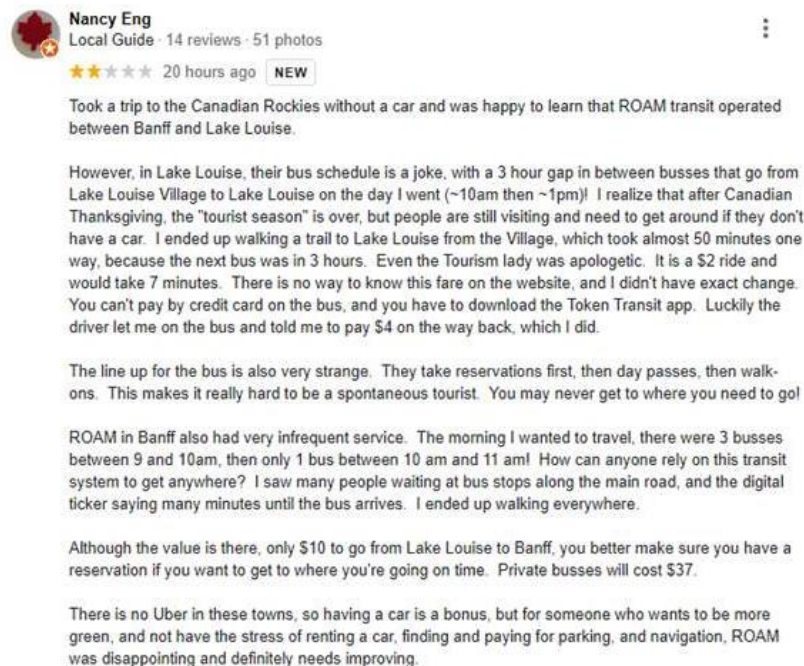 Nancy Eng
Local Guide · 14 reviews · 51 photos
20 hours ago NEW
Took a trip to the Canadian Rockies without a car and was happy to learn that ROAM transit operated
between Banff and Lake Louise.
However, in Lake Louise, their bus schedule is a joke, with a 3 hour gap in between busses that go from
Lake Louise Village to Lake Louise on the day I went (~10am then ~1pm)! I realize that after Canadian
Thanksgiving, the "tourist season" is over, but people are still visiting and need to get around if they don't
have a car. I ended up walking a trail to Lake Louise from the Village, which took almost 50 minutes one
way, because the next bus was in 3 hours. Even the Tourism lady was apologetic. It is a $2 ride and
would take 7 minutes. There is no way to know this fare on the website, and I didn't have exact change.
You can't pay by credit card on the bus, and you have to download the Token Transit app. Luckily the
driver let me on the bus and told me to pay $4 on the way back, which I did.
The line up for the bus is also very strange. They take reservations first, then day passes, then walk-
ons. This makes it really hard to be a spontaneous tourist. You may never get to where you need to go!
ROAM in Banff also had very infrequent service. The morning I wanted to travel, there were 3 busses
between 9 and 10am, then only 1 bus between 10 am and 11 am! How can anyone rely on this transit
system to get anywhere? I saw many people waiting at bus stops along the main road, and the digital
ticker saying many minutes until the bus arrives. I ended up walking everywhere.
Although the value is there, only $10 to go from Lake Louise to Banff, you better make sure you have a
reservation if you want to get to where you're going on time. Private busses will cost $37.
There is no Uber in these towns, so having a car is a bonus, but for someone who wants to be more
green, and not have the stress of renting a car, finding and paying for parking, and navigation, ROAM
was disappointing and definitely needs improving.